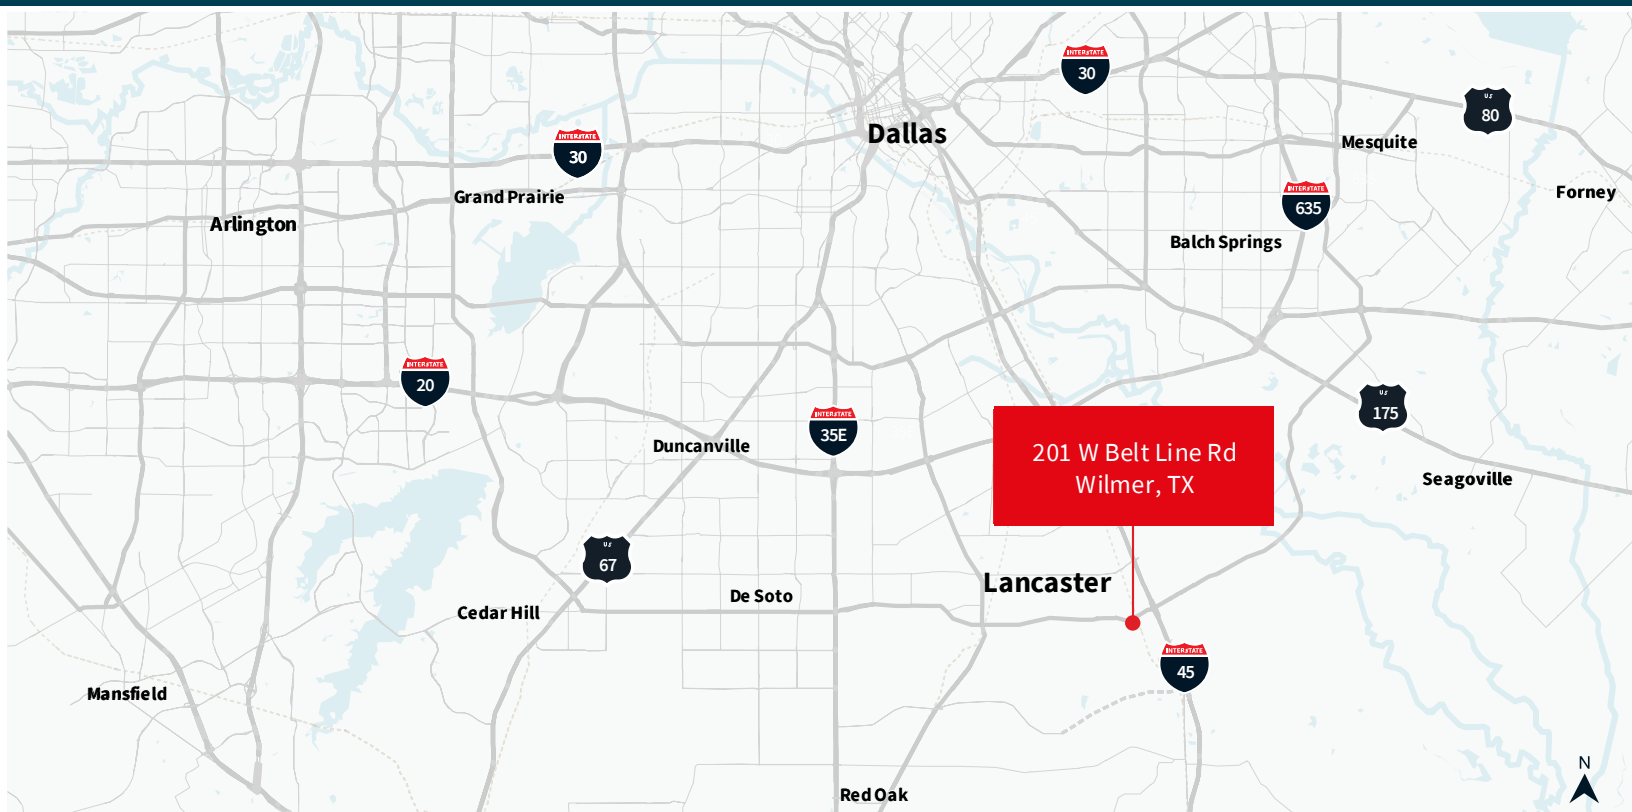 INTERSTATE
30
U S
80
Dallas
INTERSTATE
30
Mesquite
Grand Prairie
INTERSTATE
635
Forney
Arlington
Balch Springs
INTERSTATE
20
U S
175
INTERSTATE
35E
Duncanville
201 W Belt Line Rd
Wilmer, TX
Seagoville
U S
67
Lancaster
De Soto
Cedar Hill
INTERSTATE
45
Mansfield
N
Red Oak